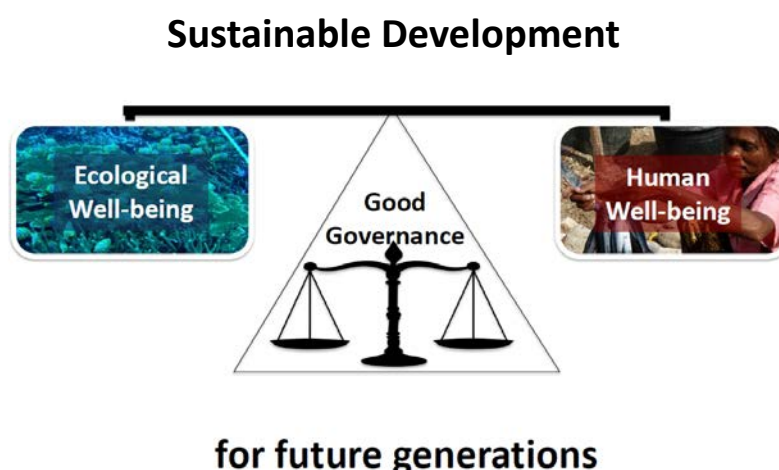 Sustainable Development
Ecological
Well-being
Good
Governance
Human
Well-being
for future generations